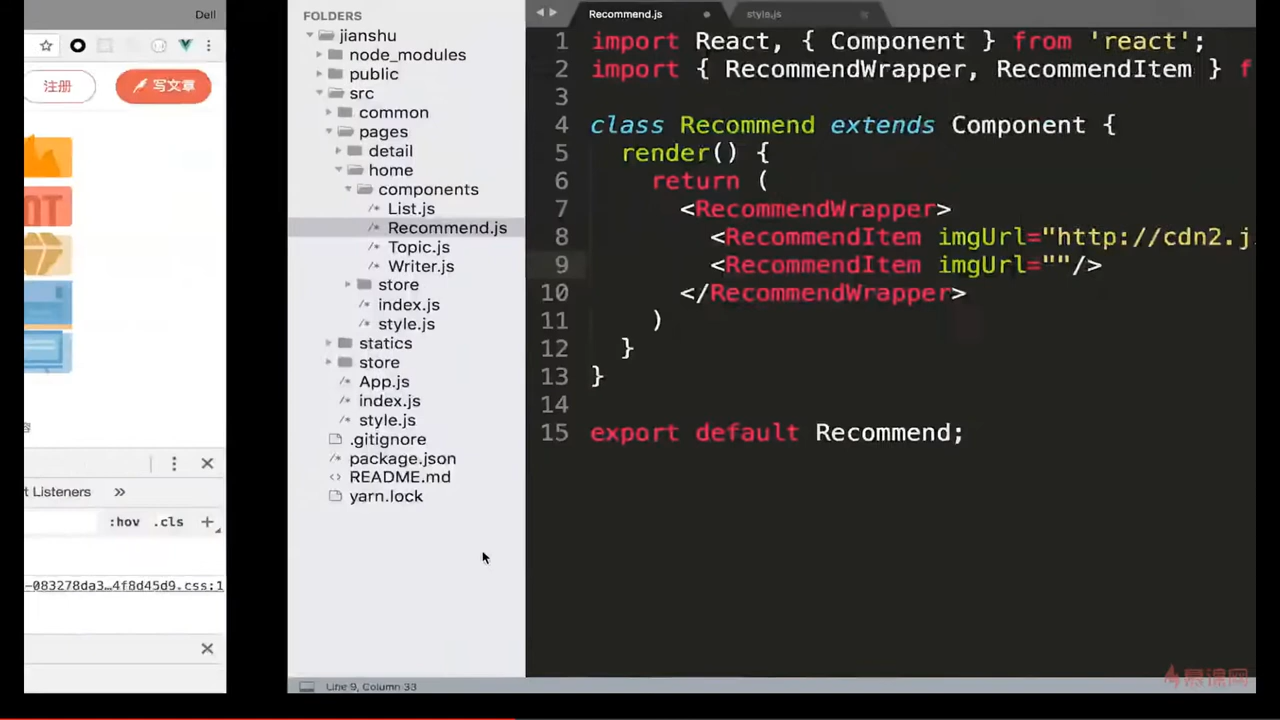 Dell
注册
写文章
NT
t Listeners »
:hov .cls +
-083278da3…4f8d45d9.css:1
FOLDERS
jianshu
node_modules
public
src
common
pages
detail
home
components
List.js
Recommend.js
Topic.js
Writer.js
store
index.js
style.js
statics
store
App.js
index.js
style.js
.gitignore
package.json
README.md
yarn.lock
Recommend.js
style.js
1 import React, { Component } from 'react';
2 import { RecommendWrapper, RecommendItem } f
3
4 class Recommend extends Component {
5 render() {
6 return (
7 <RecommendWrapper>
8 <RecommendItem imgUrl="http://cdn2.j
9 <RecommendItem imgUrl=""/>
10 </RecommendWrapper>
11 )
12 }
13 }
14
15 export default Recommend;
Line 9, Column 33
慕课网